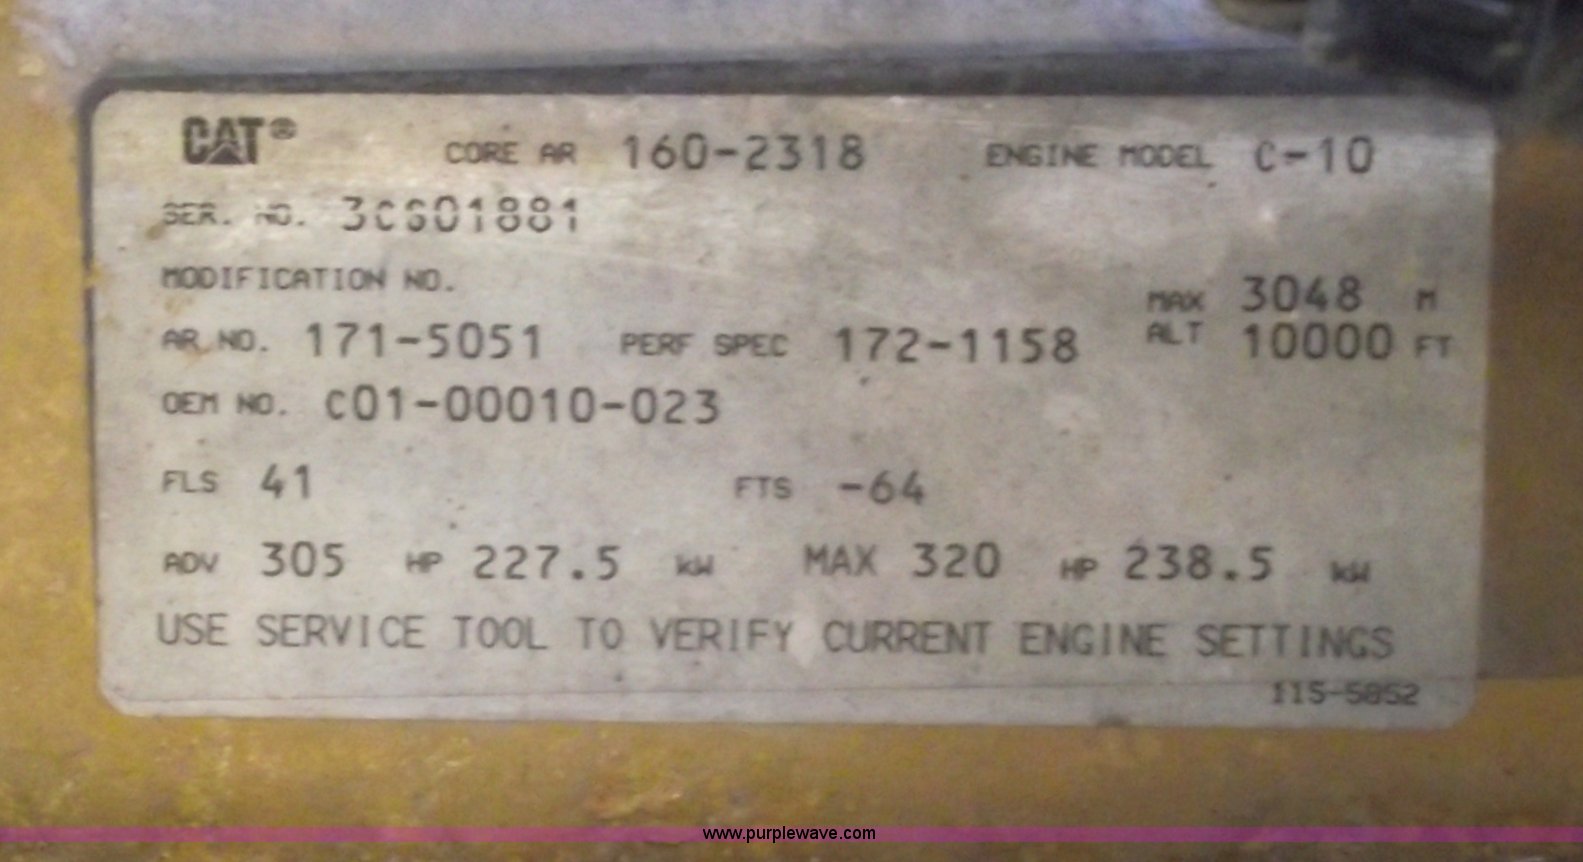 CAT® CORE AR 160-2318 ENGINE MODEL C-10
SER. NO. 3CS01881
MODIFICATION NO.
MAX 3048 M
AR NO. 171-5051 PERF SPEC 172-1158 ALT 10000 FT
OEM NO. C01-00010-023
FLS 41 FTS -64
ADV 305 HP 227.5 kW MAX 320 HP 238.5 kW
USE SERVICE TOOL TO VERIFY CURRENT ENGINE SETTINGS
115-5852
www.purplewave.com